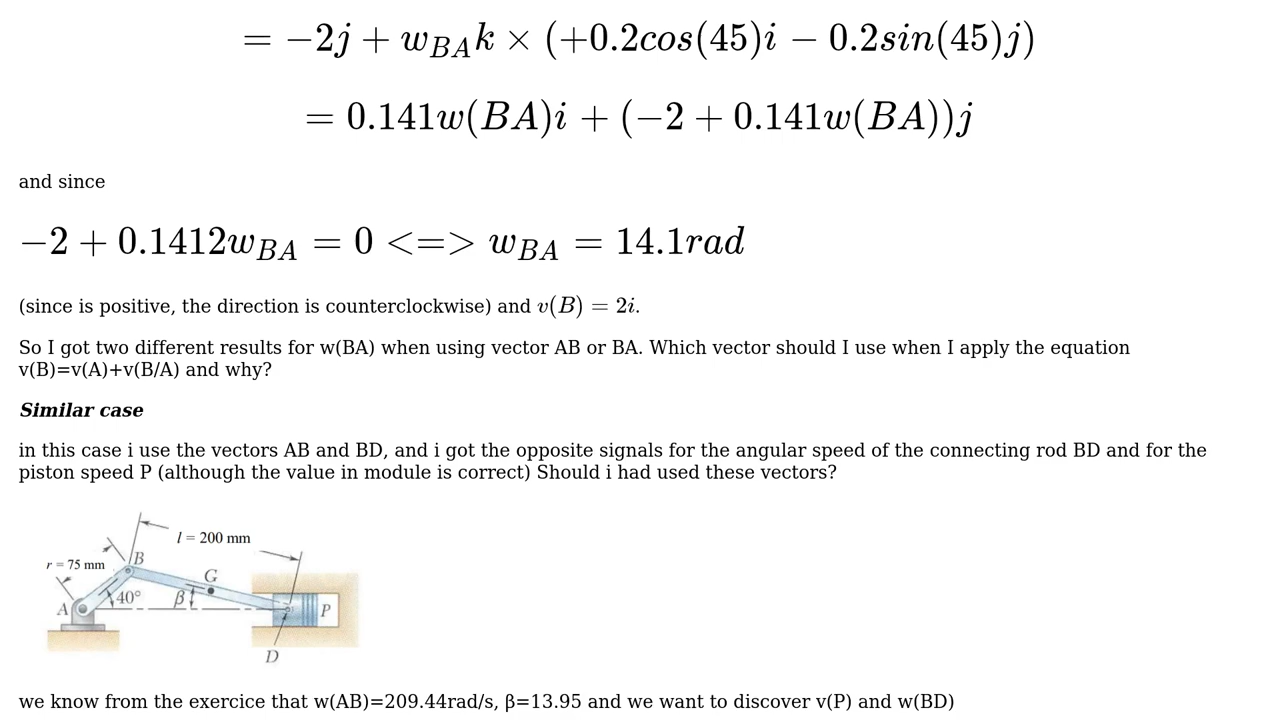 = −2j + w_{BA}k × (+0.2cos(45)i − 0.2sin(45)j)
= 0.141w(BA)i + (−2 + 0.141w(BA))j
and since
−2 + 0.1412w_{BA} = 0 <=> w_{BA} = 14.1rad
(since is positive, the direction is counterclockwise) and v(B) = 2i.
So I got two different results for w(BA) when using vector AB or BA. Which vector should I use when I apply the equation
v(B)=v(A)+v(B/A) and why?
Similar case
in this case i use the vectors AB and BD, and i got the opposite signals for the angular speed of the connecting rod BD and for the
piston speed P (although the value in module is correct) Should i had used these vectors?
l = 200 mm
B
r = 75 mm
G
A
40°
β
P
D
we know from the exercice that w(AB)=209.44rad/s, β=13.95 and we want to discover v(P) and w(BD)